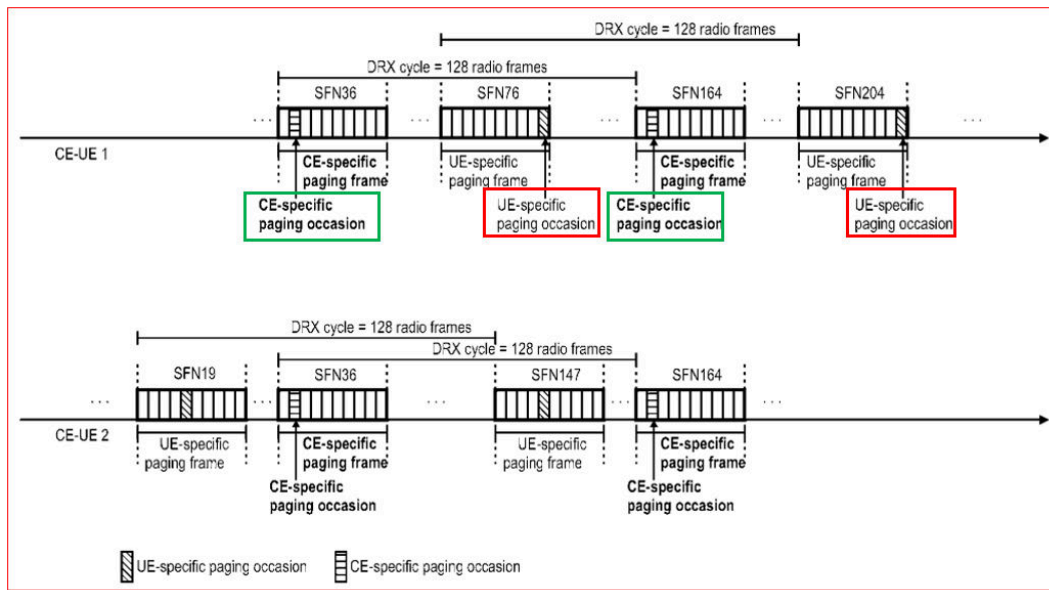 DRX cycle = 128 radio frames
DRX cycle = 128 radio frames
SFN36 SFN76 SFN164 SFN204
· · · · · · · · · · · · · · ·
CE-UE 1
CE-specific paging frame
UE-specific paging frame
CE-specific paging frame
UE-specific paging frame
CE-specific
paging occasion
UE-specific
paging occasion
CE-specific
paging occasion
UE-specific
paging occasion
DRX cycle = 128 radio frames
DRX cycle = 128 radio frames
SFN19 SFN36 SFN147 SFN164
· · · · · · · · · · · · · · ·
CE-UE 2
UE-specific
paging frame
CE-specific
paging frame
UE-specific
paging frame
CE-specific
paging frame
CE-specific
paging occasion
CE-specific
paging occasion
UE-specific paging occasion
CE-specific paging occasion